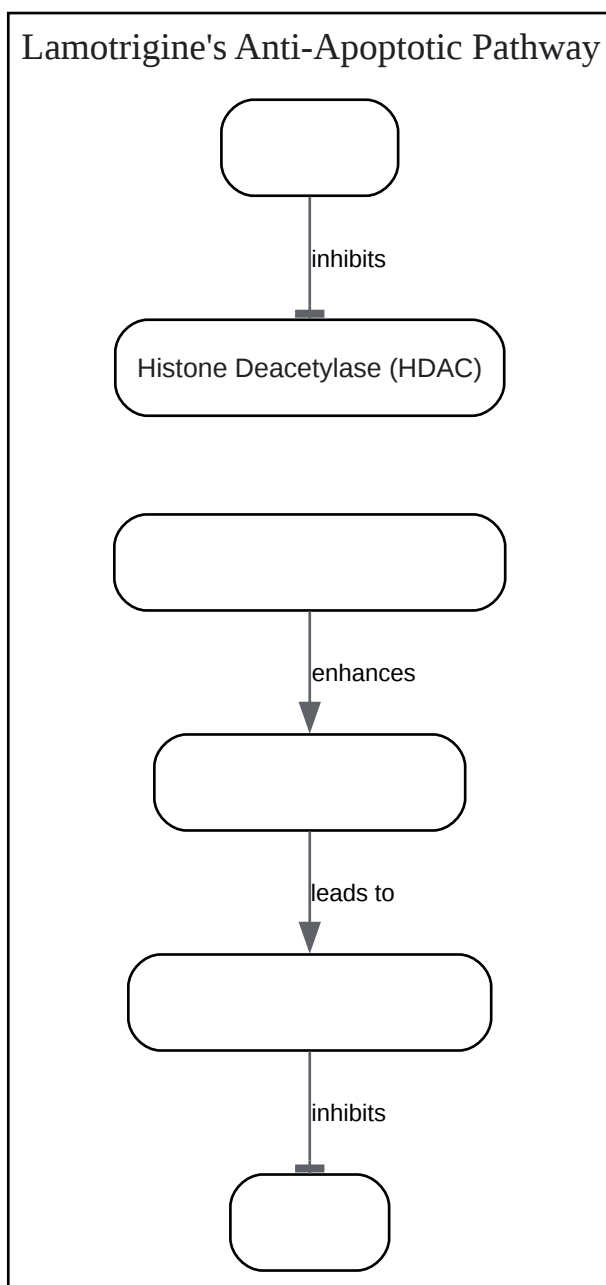 Lamotrigine's Anti-Apoptotic Pathway
inhibits
Histone Deacetylase (HDAC)
enhances
leads to
inhibits